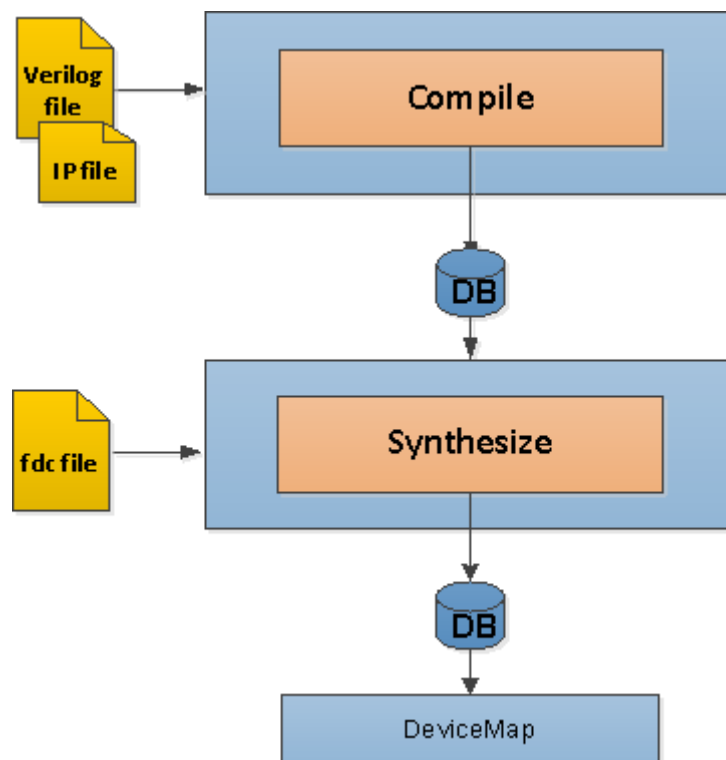 Verilog
file
IP file
Compile
DB
fdc file
Synthesize
DB
DeviceMap